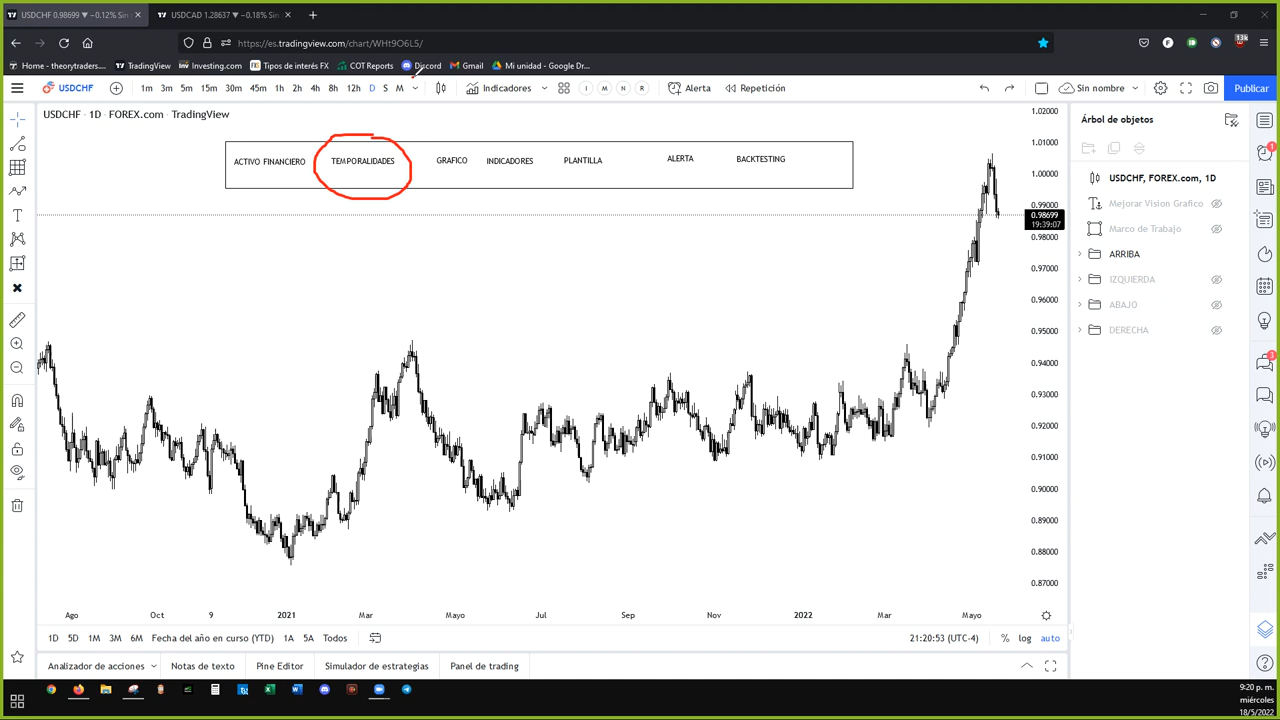 USDCHF 0.98699 ▼ −0.12% Sin
USDCAD 1.28637 ▼ −0.18% Sin
https://es.tradingview.com/chart/WHt9O6L5/
13k
Home - theorytraders....
TradingView
Investing.com
Tipos de interés FX
COT Reports
Discord
Gmail
Mi unidad - Google Dr...
USDCHF
1m 3m 5m 15m 30m 45m 1h 2h 4h 8h 12h D S M
Indicadores
I M N R
Alerta
Repetición
Sin nombre
Publicar
USDCHF · 1D · FOREX.com · TradingView
ACTIVO FINANCIERO TEMPORALIDADES GRAFICO INDICADORES PLANTILLA ALERTA BACKTESTING
1.02000
1.01000
1.00000
0.99000
0.98699
19:39:07
0.98000
0.97000
0.96000
0.95000
0.94000
0.93000
0.92000
0.91000
0.90000
0.89000
0.88000
0.87000
Árbol de objetos
USDCHF, FOREX.com, 1D
Mejorar Vision Grafico
Marco de Trabajo
ARRIBA
IZQUIERDA
ABAJO
DERECHA
1
3
Ago Oct 9 2021 Mar Mayo Jul Sep Nov 2022 Mar Mayo
1D 5D 1M 3M 6M Fecha del año en curso (YTD) 1A 5A Todos
21:20:53 (UTC-4) % log auto
Analizador de acciones Notas de texto Pine Editor Simulador de estrategias Panel de trading
9:20 p. m.
miércoles
18/5/2022